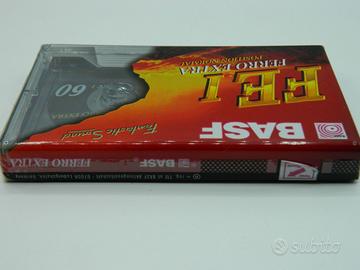 BASF
FE I
FERRO EXTRA
POSITION NORMAL
60
Fantastic Sound
BASF FERRO EXTRA
subito